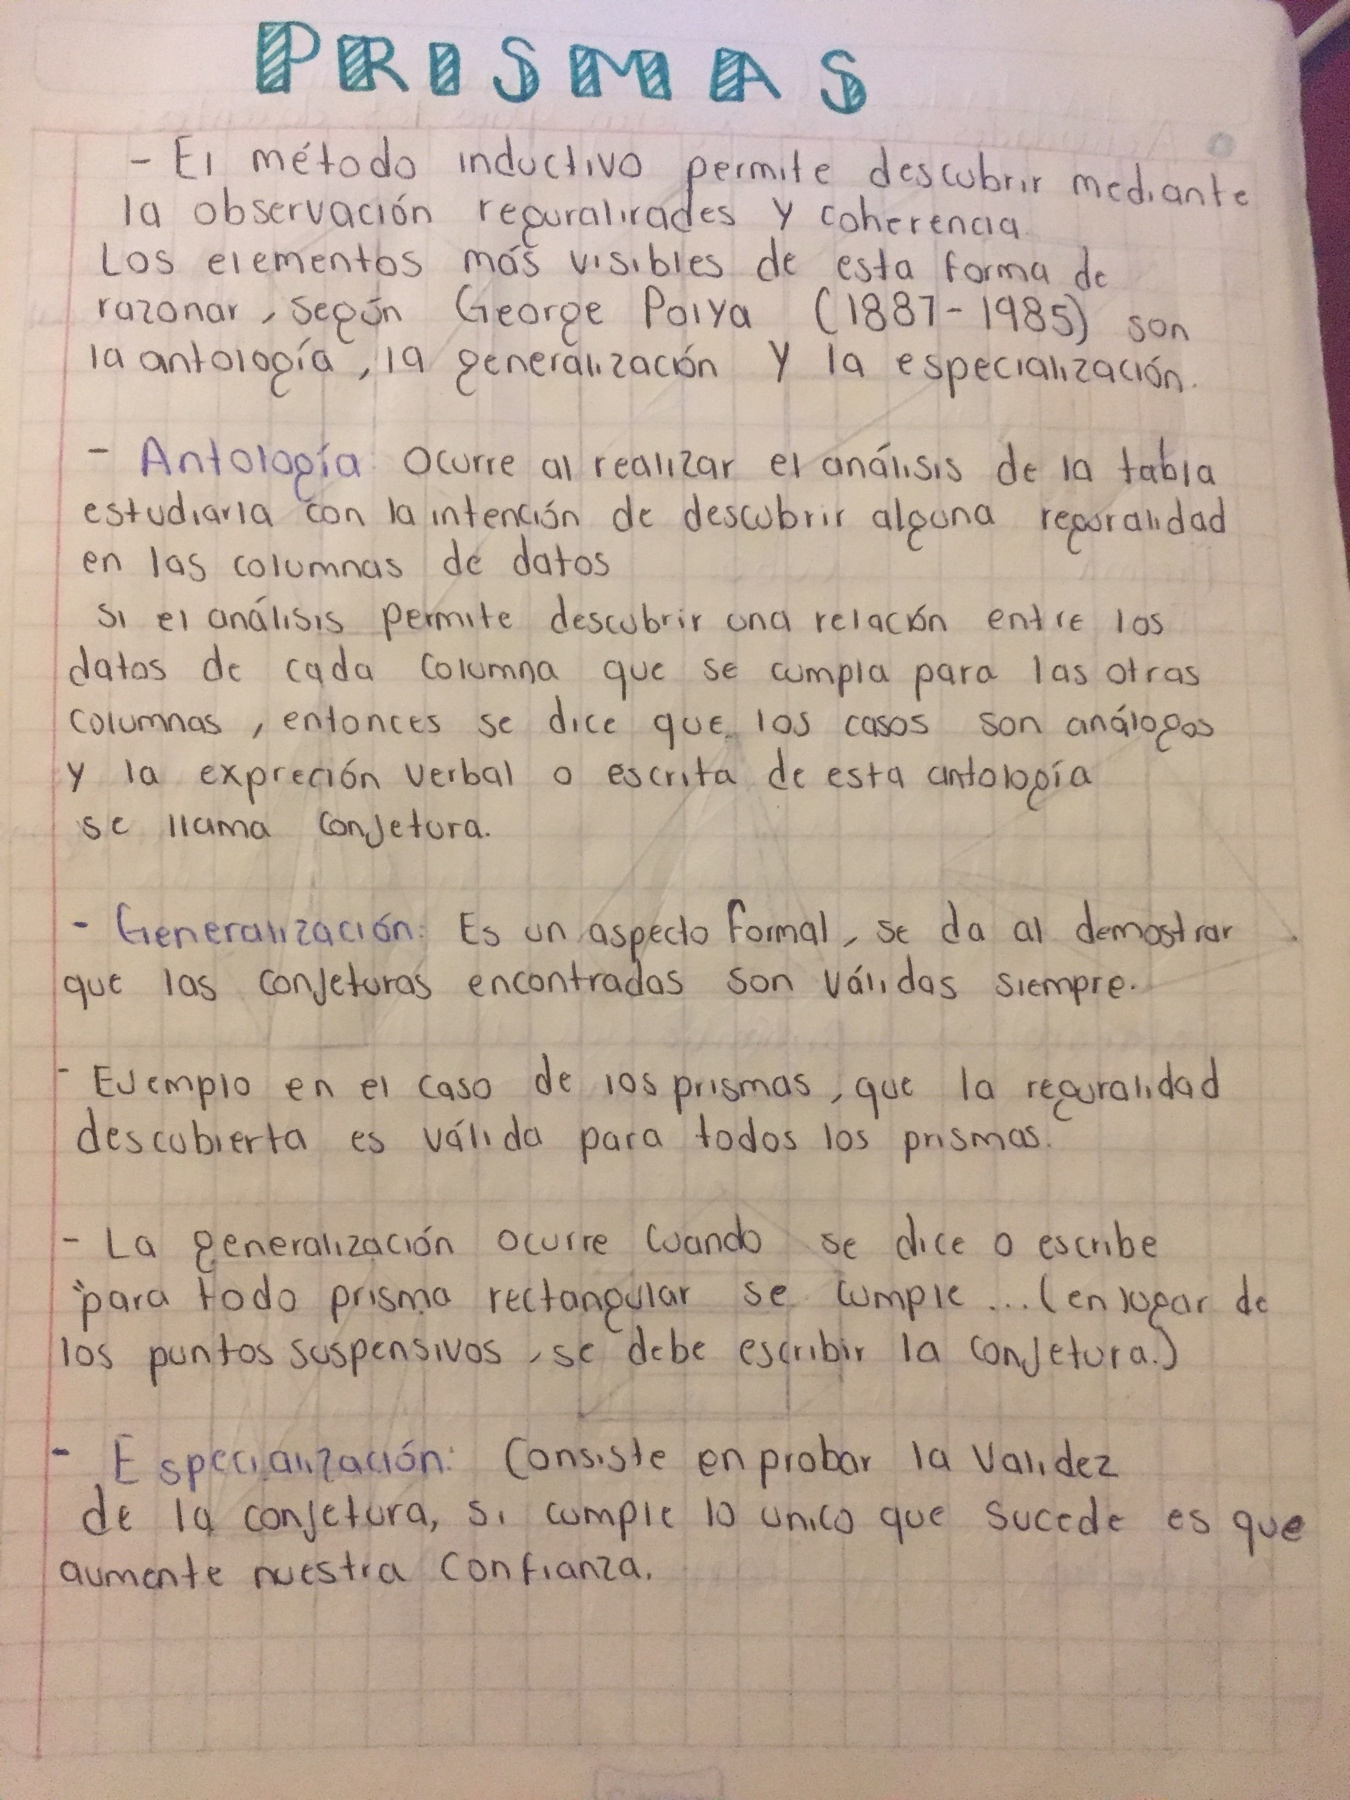 PRISMAS
- El método inductivo permite descubrir mediante
la observación reguralirades y coherencia
Los elementos más visibles de esta forma de
razonar, según George Polya (1887-1985) son
la antología, la generalización y la especialización.
- Antología: Ocurre al realizar el análisis de la tabla
estudiarla con la intención de descubrir alguna reguralidad
en las columnas de datos
Si el análisis permite descubrir una relación entre los
datos de cada columna que se cumpla para las otras
columnas, entonces se dice que los casos son análogos
y la expreción verbal o escrita de esta antología
se llama conjetura.
- Generalización: Es un aspecto formal, se da al demostrar
que las conjeturas encontradas son válidas siempre.
- Ejemplo en el caso de los prismas, que la reguralidad
descubierta es válida para todos los prismas.
- La generalización ocurre cuando se dice o escribe
"para todo prisma rectangular se cumple ... (en lugar de
los puntos suspensivos, se debe escribir la conjetura.)
- Especialización: Consiste en probar la validez
de la conjetura, si cumple lo unico que sucede es que
aumente nuestra confianza.